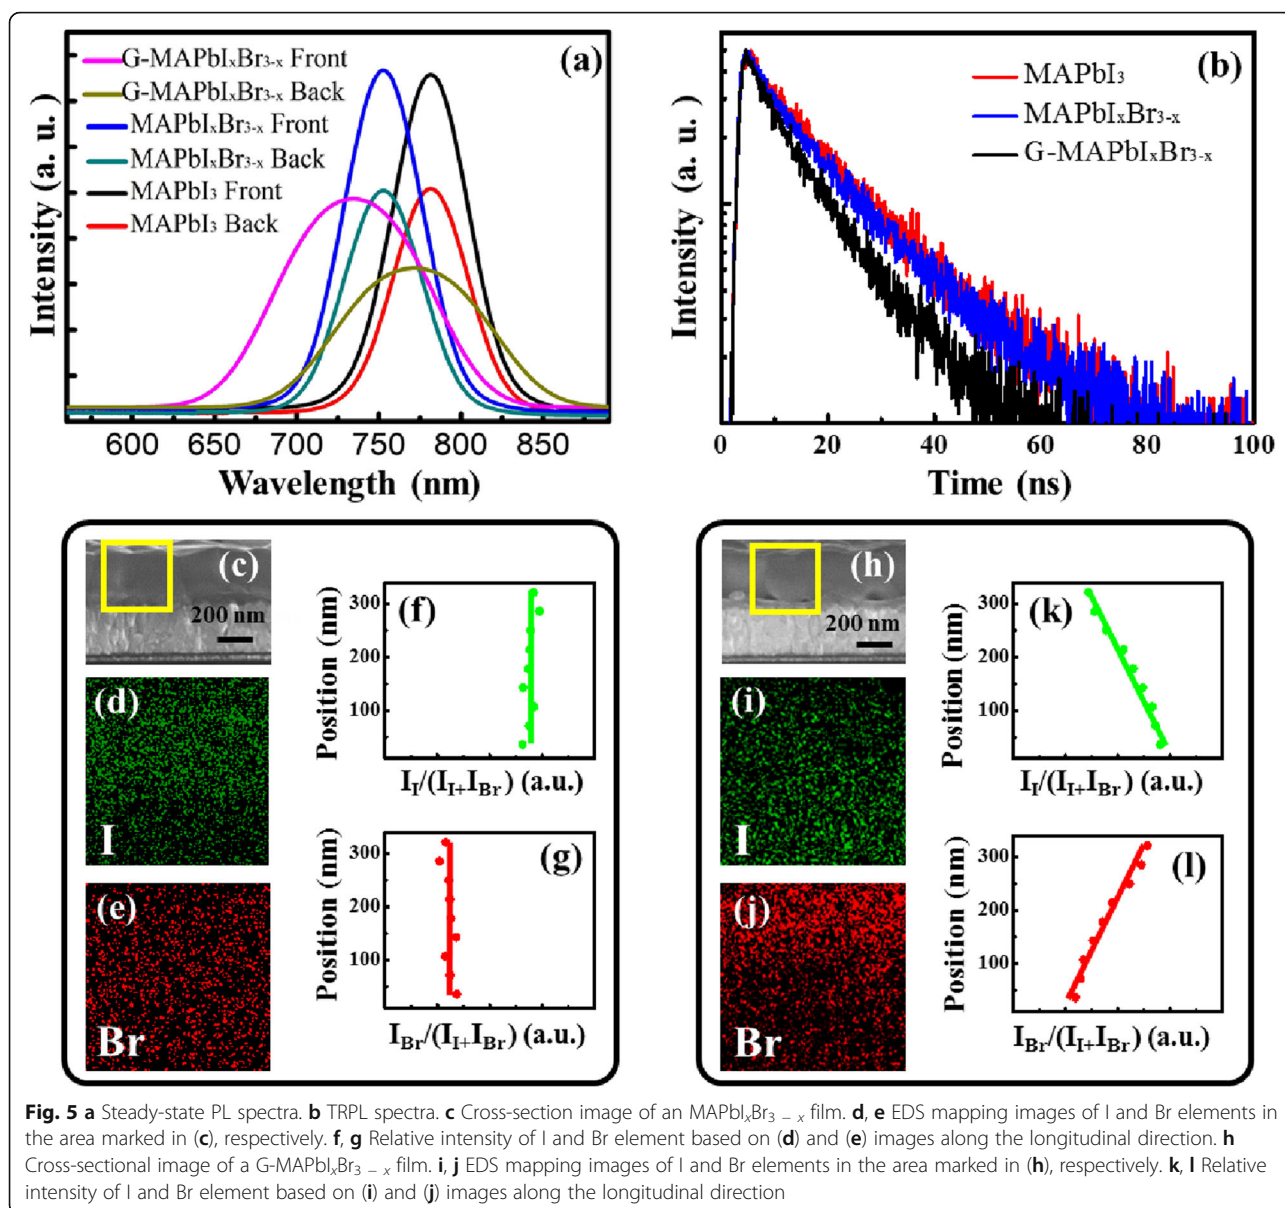 (a)
G-MAPbIxBr3-x Front
G-MAPbIxBr3-x Back
MAPbIxBr3-x Front
MAPbIxBr3-x Back
MAPbI3 Front
MAPbI3 Back
Intensity (a. u.)
600 650 700 750 800 850
Wavelength (nm)
(b)
MAPbI3
MAPbIxBr3-x
G-MAPbIxBr3-x
Intensity (a. u.)
0 20 40 60 80 100
Time (ns)
(c)
200 nm
(d)
I
(e)
Br
(f)
Position (nm)
300
200
100
II/(II+IBr) (a.u.)
(g)
Position (nm)
300
200
100
IBr/(II+IBr) (a.u.)
(h)
200 nm
(i)
I
(j)
Br
(k)
Position (nm)
300
200
100
II/(II+IBr) (a.u.)
(l)
Position (nm)
300
200
100
IBr/(II+IBr) (a.u.)
Fig. 5 a Steady-state PL spectra. b TRPL spectra. c Cross-section image of an MAPbIxBr3 − x film. d, e EDS mapping images of I and Br elements in
the area marked in (c), respectively. f, g Relative intensity of I and Br element based on (d) and (e) images along the longitudinal direction. h
Cross-sectional image of a G-MAPbIxBr3 − x film. i, j EDS mapping images of I and Br elements in the area marked in (h), respectively. k, l Relative
intensity of I and Br element based on (i) and (j) images along the longitudinal direction